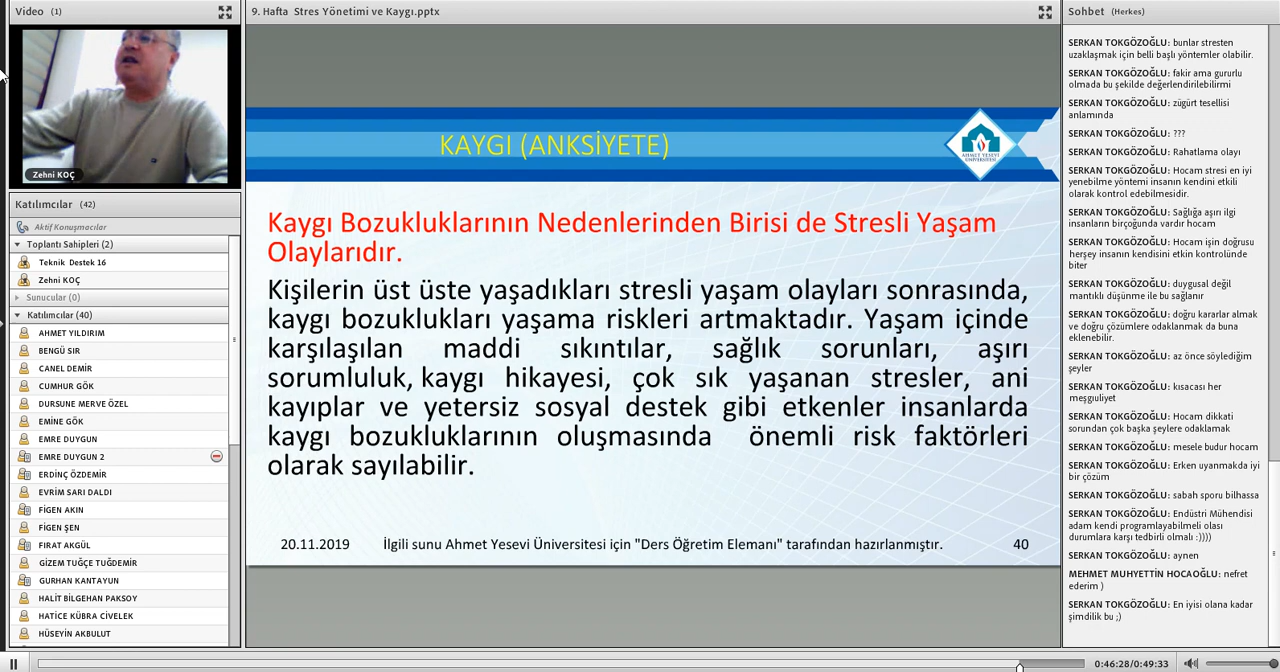 Video (1)
Zehni KOÇ
Katılımcılar (42)
Aktif Konuşmacılar
Toplantı Sahipleri (2)
Teknik Destek 16
Zehni KOÇ
Sunucular (0)
Katılımcılar (40)
AHMET YILDIRIM
BENGÜ SIR
CANEL DEMİR
CUMHUR GÖK
DURSUNE MERVE ÖZEL
EMİNE GÖK
EMRE DUYGUN
EMRE DUYGUN 2
ERDİNÇ ÖZDEMİR
EVRİM SARI DALDI
FİGEN AKIN
FİGEN ŞEN
FIRAT AKGÜL
GİZEM TUĞÇE TUĞDEMİR
GURHAN KANTAYUN
HALİT BİLGEHAN PAKSOY
HATİCE KÜBRA CİVELEK
HÜSEYİN AKBULUT
9. Hafta Stres Yönetimi ve Kaygı.pptx
KAYGI (ANKSİYETE)
AHMET YESEVİ
ÜNİVERSİTESİ
Kaygı Bozukluklarının Nedenlerinden Birisi de Stresli Yaşam
Olaylarıdır.
Kişilerin üst üste yaşadıkları stresli yaşam olayları sonrasında,
kaygı bozuklukları yaşama riskleri artmaktadır. Yaşam içinde
karşılaşılan maddi sıkıntılar, sağlık sorunları, aşırı
sorumluluk, kaygı hikayesi, çok sık yaşanan stresler, ani
kayıplar ve yetersiz sosyal destek gibi etkenler insanlarda
kaygı bozukluklarının oluşmasında önemli risk faktörleri
olarak sayılabilir.
20.11.2019 İlgili sunu Ahmet Yesevi Üniversitesi için "Ders Öğretim Elemanı" tarafından hazırlanmıştır. 40
Sohbet (Herkes)
SERKAN TOKGÖZOĞLU: bunlar stresten
uzaklaşmak için belli başlı yöntemler olabilir.
SERKAN TOKGÖZOĞLU: fakir ama gururlu
olmada bu şekilde değerlendirilebilirmi
SERKAN TOKGÖZOĞLU: zügürt tesellisi
anlamında
SERKAN TOKGÖZOĞLU: ???
SERKAN TOKGÖZOĞLU: Rahatlama olayı
SERKAN TOKGÖZOĞLU: Hocam stresi en iyi
yenebilme yöntemi insanın kendini etkili
olarak kontrol edebilmesidir.
SERKAN TOKGÖZOĞLU: Sağlığa aşırı ilgi
insanların birçoğunda vardır hocam
SERKAN TOKGÖZOĞLU: Hocam işin doğrusu
herşey insanın kendisini etkin kontrolünde
biter
SERKAN TOKGÖZOĞLU: duygusal değil
mantıklı düşünme ile bu sağlanır
SERKAN TOKGÖZOĞLU: doğru kararlar almak
ve doğru çözümlere odaklanmak da buna
eklenebilir.
SERKAN TOKGÖZOĞLU: az önce söylediğim
şeyler
SERKAN TOKGÖZOĞLU: kısacası her
meşgıuliyet
SERKAN TOKGÖZOĞLU: Hocam dikkati
sorundan çok başka şeylere odaklamak
SERKAN TOKGÖZOĞLU: mesele budur hocam
SERKAN TOKGÖZOĞLU: Erken uyanmakda iyi
bir çözüm
SERKAN TOKGÖZOĞLU: sabah sporu bilhassa
SERKAN TOKGÖZOĞLU: Endüstri Mühendisi
adam kendi programlayabilmeli olası
durumlara karşı tedbirli olmalı :))))
SERKAN TOKGÖZOĞLU: aynen
MEHMET MUHYETTİN HOCAOĞLU: nefret
ederim )
SERKAN TOKGÖZOĞLU: En iyisi olana kadar
şimdilik bu ;)
0:46:28/0:49:33